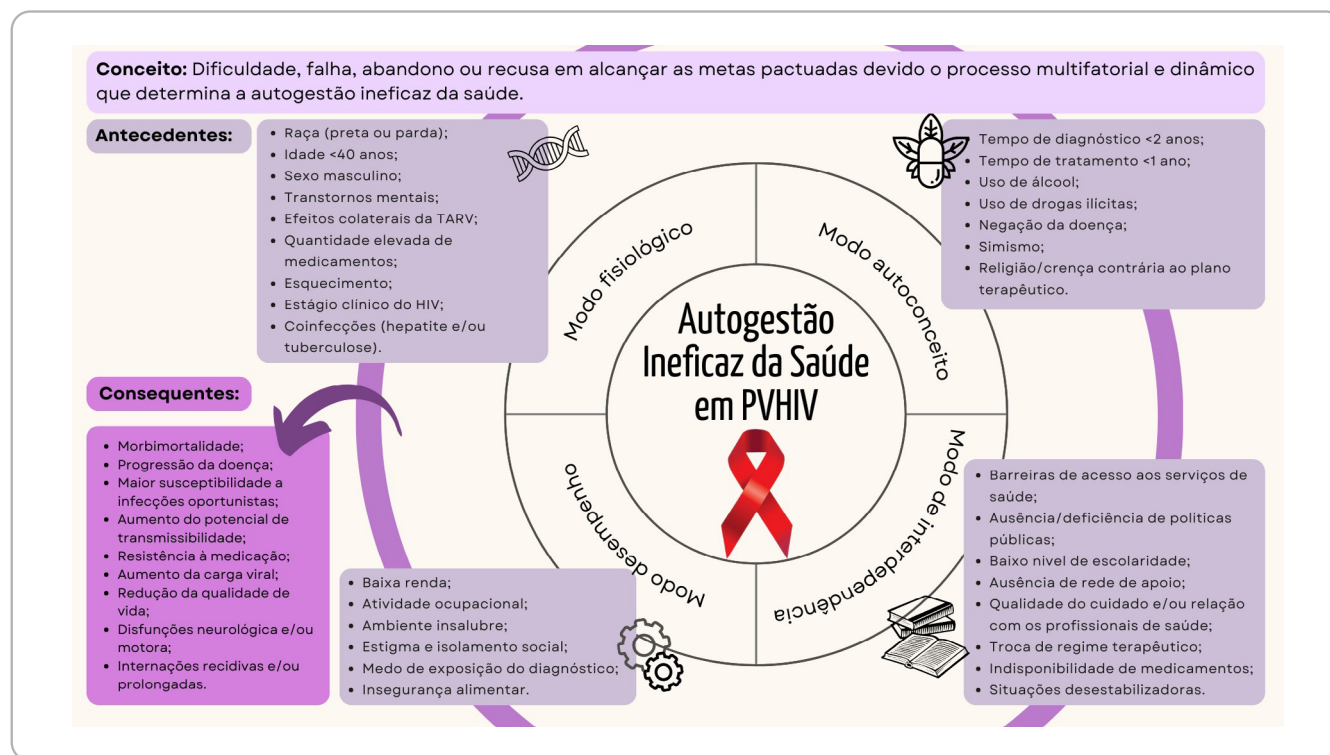 Conceito: Dificuldade, falha, abandono ou recusa em alcançar as metas pactuadas devido o processo multifatorial e dinâmico
que determina a autogestão ineficaz da saúde.
Antecedentes:
• Raça (preta ou parda);
• Idade <40 anos;
• Sexo masculino;
• Transtornos mentais;
• Efeitos colaterais da TARV;
• Quantidade elevada de
medicamentos;
• Esquecimento;
• Estágio clínico do HIV;
• Coinfecções (hepatite e/ou
tuberculose).
Tempo de diagnóstico <2 anos;
• Tempo de tratamento <1 ano;
• Uso de álcool;
• Uso de drogas ilícitas;
• Negação da doença;
• Simismo;
• Religião/crença contrária ao plano
terapêutico.
Modo fisiológico
Modo autoconceito
Autogestão
Ineficaz da Saúde
em PVHIV
Modo desempenho
Modo de interdependência
Consequentes:
• Morbimortalidade;
• Progressão da doença;
• Maior susceptibilidade a
infecções oportunistas;
• Aumento do potencial de
transmissibilidade;
• Resistência à medicação;
• Aumento da carga viral;
• Redução da qualidade de
vida;
• Disfunções neurológica e/ou
motora;
• Internações recidivas e/ou
prolongadas.
• Baixa renda;
• Atividade ocupacional;
• Ambiente insalubre;
• Estigma e isolamento social;
• Medo de exposição do diagnóstico;
• Insegurança alimentar.
• Barreiras de acesso aos serviços de
saúde;
• Ausência/deficiência de politicas
públicas;
• Baixo nivel de escolaridade;
• Ausência de rede de apoio;
• Qualidade do cuidado e/ou relação
com os profissionais de saúde;
• Troca de regime terapêutico;
• Indisponibilidade de medicamentos;
• Situações desestabilizadoras.